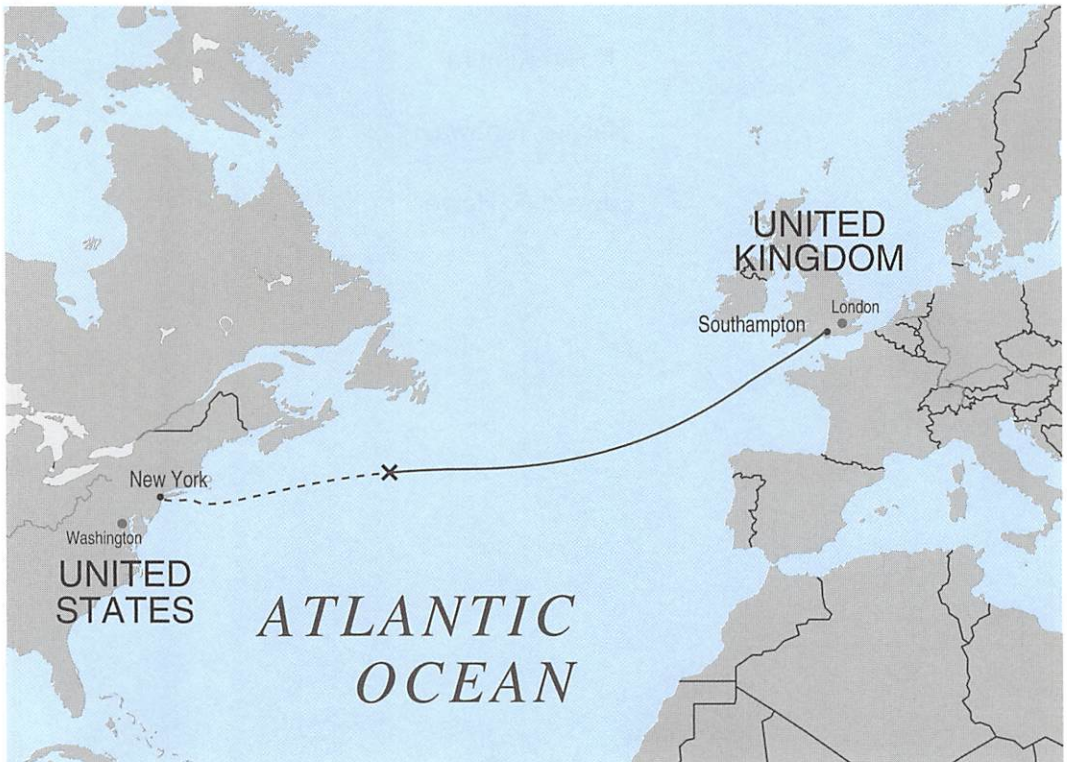 UNITED
KINGDOM
London
Southampton
New York
Washington
UNITED
STATES
ATLANTIC
OCEAN